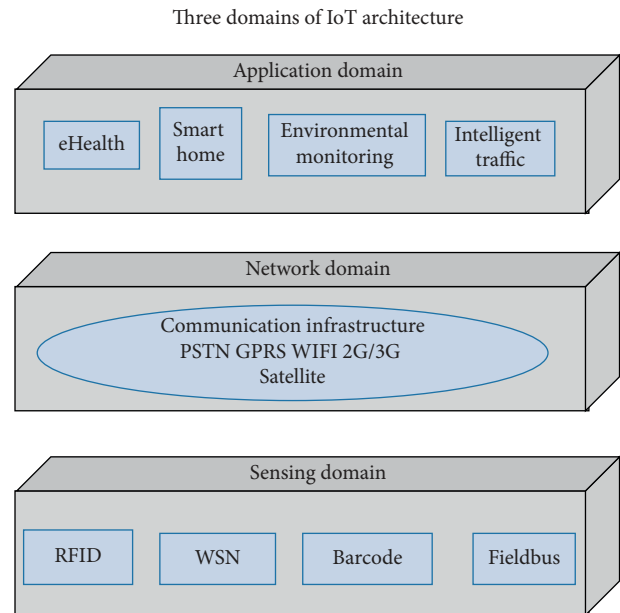 Three domains of IoT architecture
Application domain
eHealth
Smart
home
Environmental
monitoring
Intelligent
traffic
Network domain
Communication infrastructure
PSTN GPRS WIFI 2G/3G
Satellite
Sensing domain
RFID
WSN
Barcode
Fieldbus